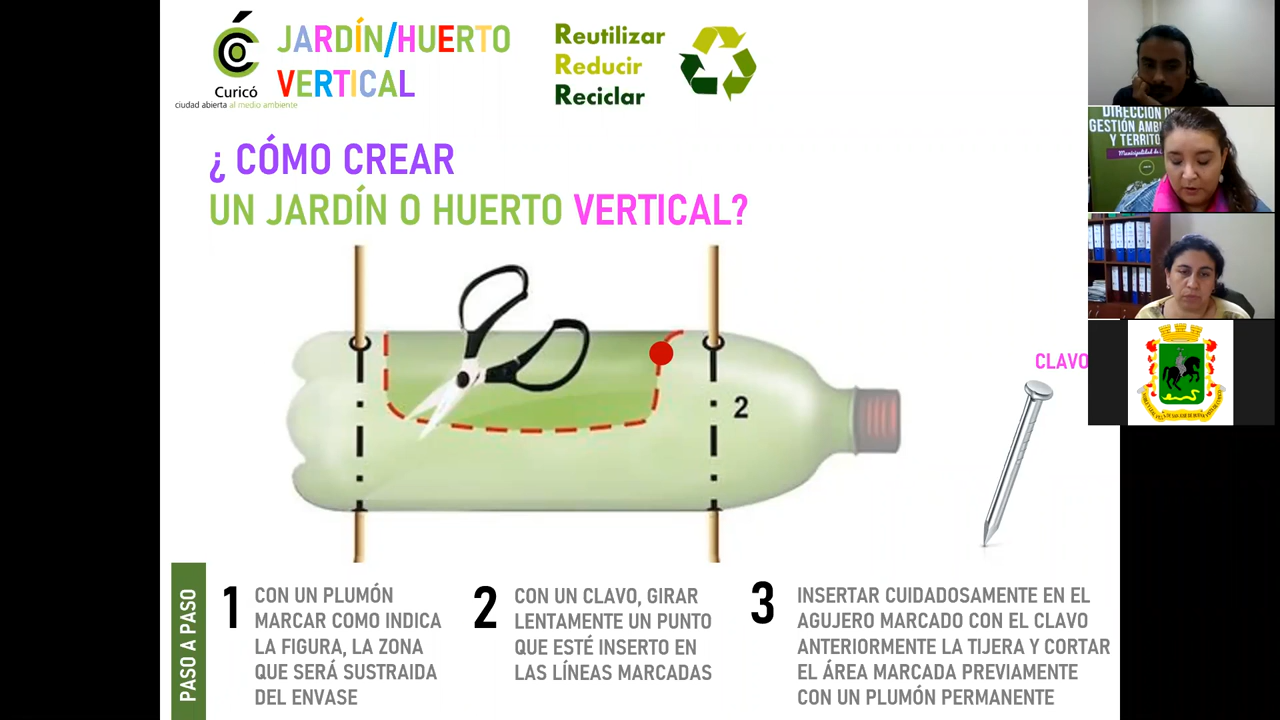 Curicó
ciudad abierta al medio ambiente
JARDÍN/HUERTO
VERTICAL
Reutilizar
Reducir
Reciclar
¿ CÓMO CREAR
UN JARDÍN O HUERTO VERTICAL?
2
CLAVO
DIRECCIÓN DE
GESTIÓN
Y
PASO A PASO
1
CON UN PLUMÓN
MARCAR COMO INDICA
LA FIGURA, LA ZONA
QUE SERÁ SUSTRAIDA
DEL ENVASE
2
CON UN CLAVO, GIRAR
LENTAMENTE UN PUNTO
QUE ESTÉ INSERTO EN
LAS LÍNEAS MARCADAS
3
INSERTAR CUIDADOSAMENTE EN EL
AGUJERO MARCADO CON EL CLAVO
ANTERIORMENTE LA TIJERA Y CORTAR
EL ÁREA MARCADA PREVIAMENTE
CON UN PLUMÓN PERMANENTE